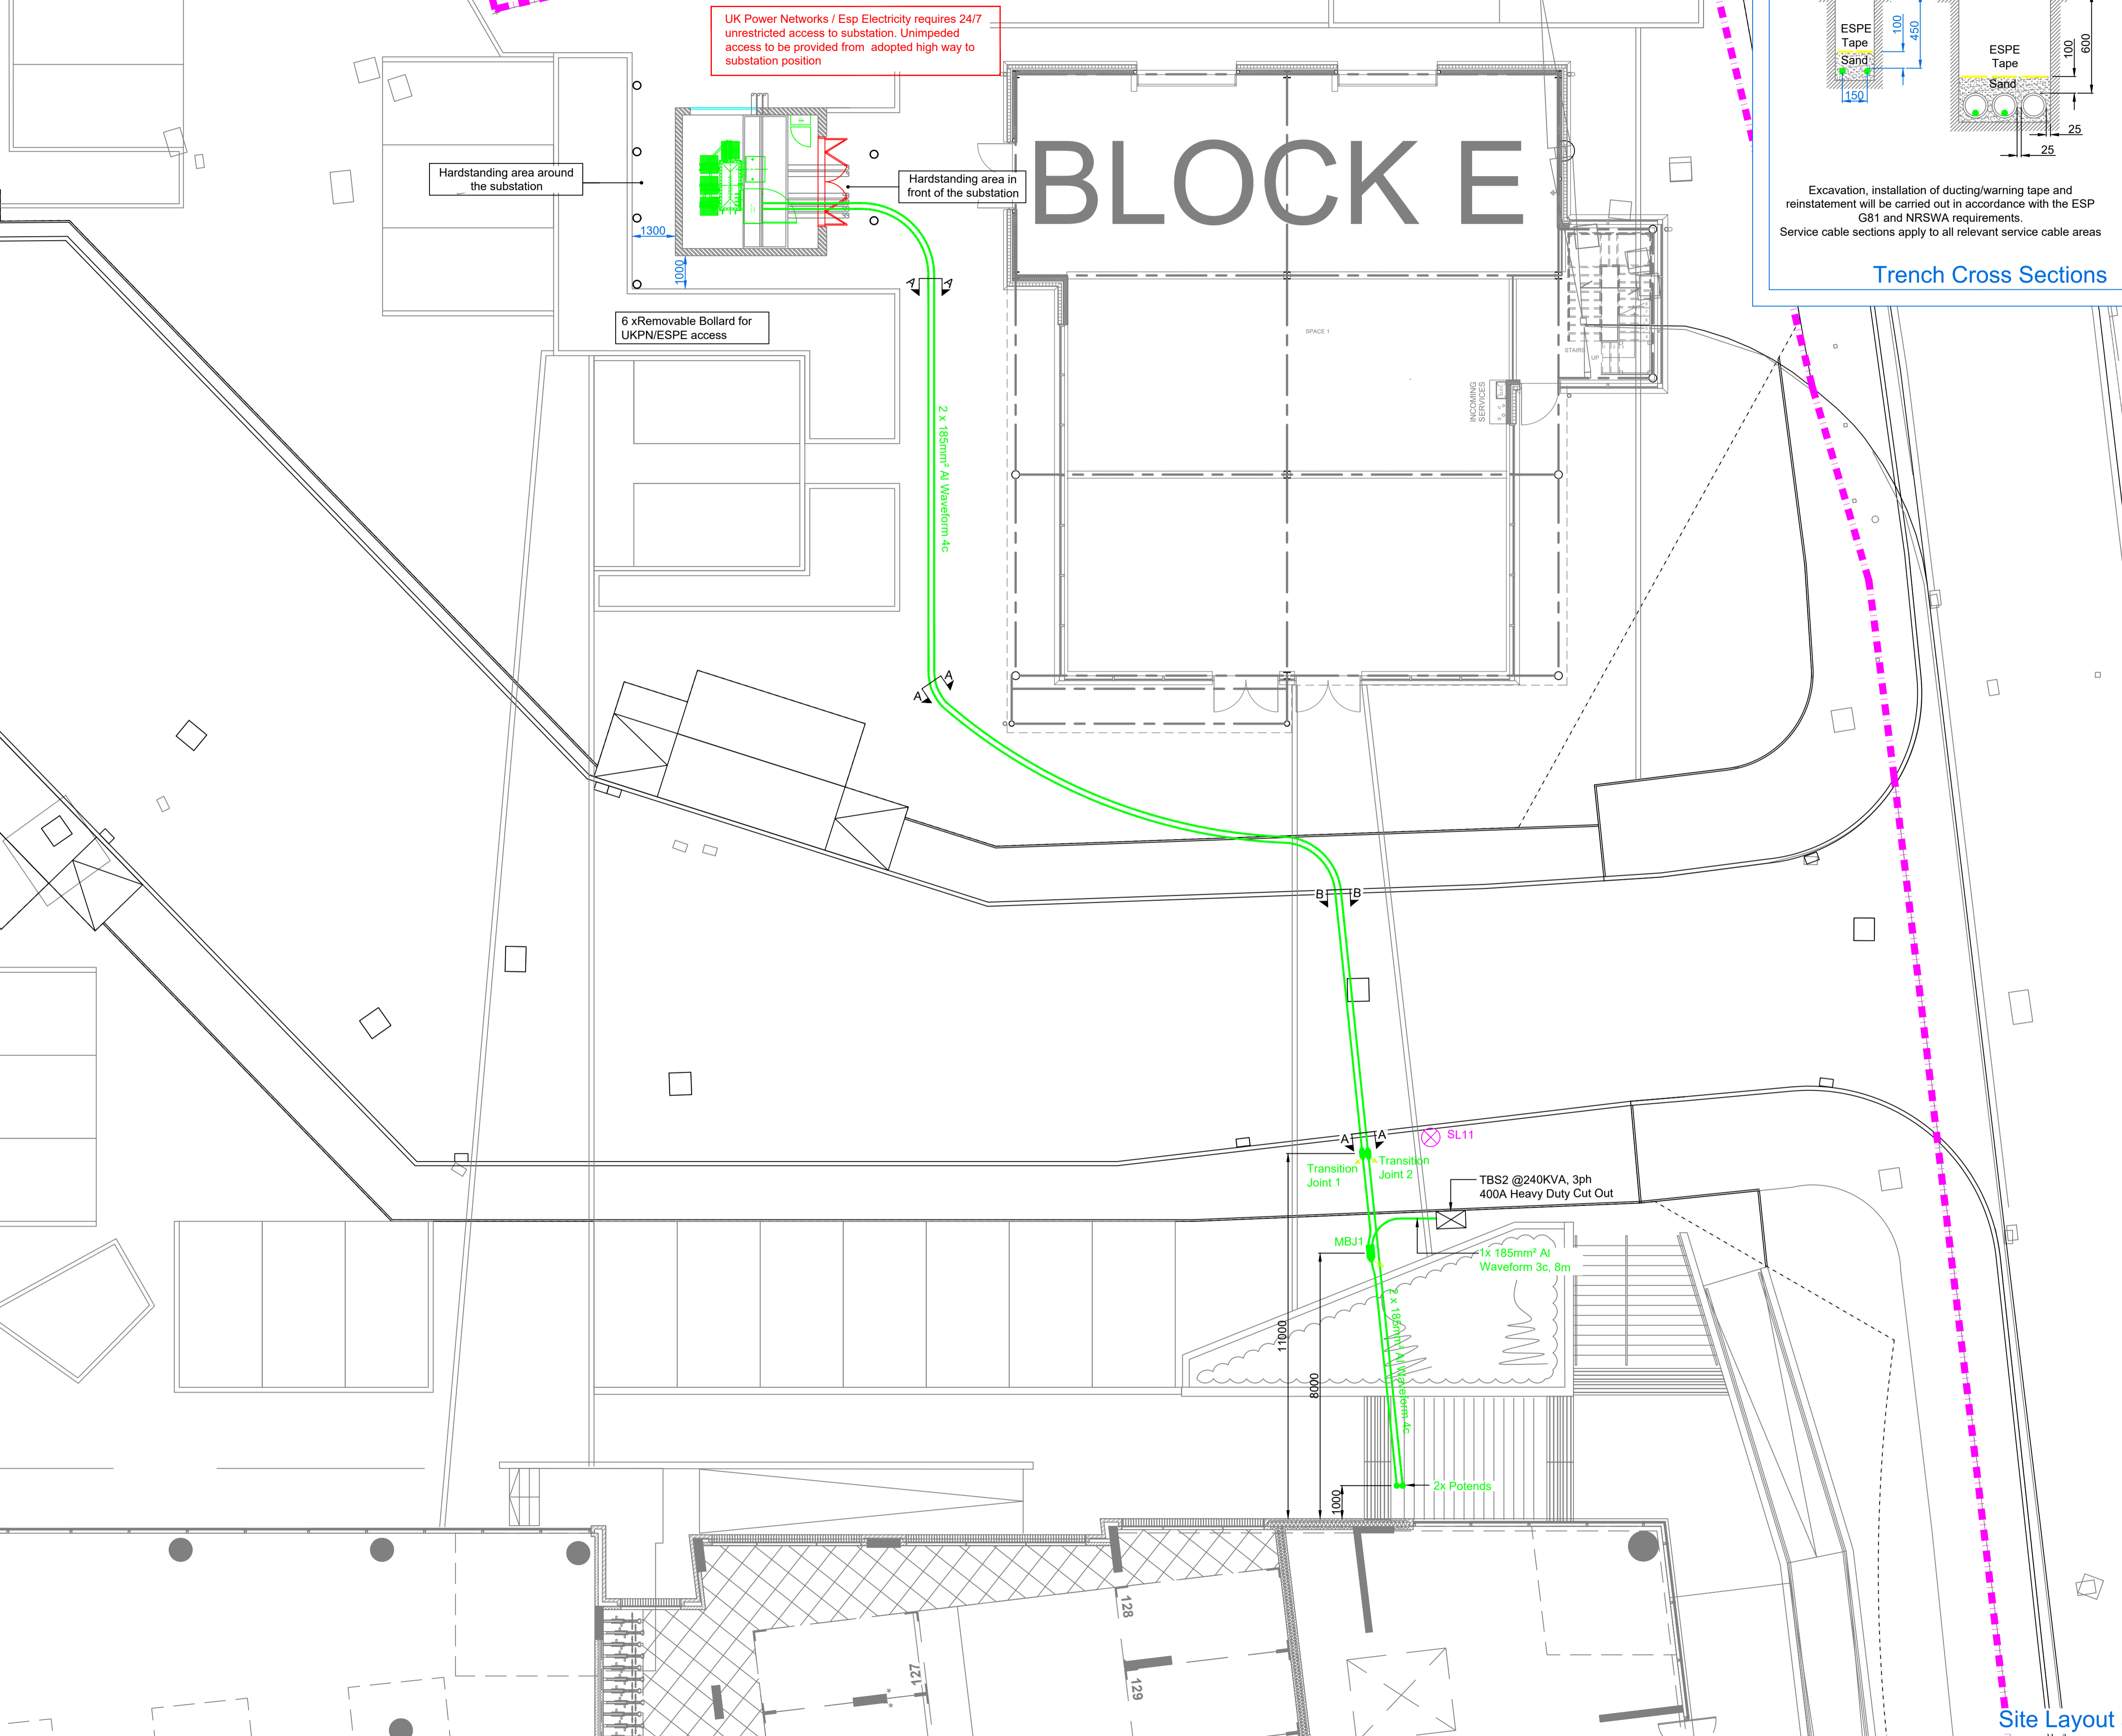 UK Power Networks / Esp Electricity requires 24/7
unrestricted access to substation. Unimpeded
access to be provided from adopted high way to
substation position
ESPE
Tape
Sand
100
450
150
ESPE
Tape
Sand
100
600
25
25
Excavation, installation of ducting/warning tape and
reinstatement will be carried out in accordance with the ESP
G81 and NRSWA requirements.
Service cable sections apply to all relevant service cable areas
Trench Cross Sections
BLOCK E
Hardstanding area around
the substation
Hardstanding area in
front of the substation
1300
1000
6 xRemovable Bollard for
UKPN/ESPE access
A
A
SPACE 1
STAIRS
UP
INCOMING
SERVICES
2 x 185mm² Al Waveform 4c
A
A
B
B
A
A
SL11
Transition
Joint 1
Transition
Joint 2
TBS2 @240KVA, 3ph
400A Heavy Duty Cut Out
MBJ1
1x 185mm² Al
Waveform 3c, 8m
2 x 185mm² Al Waveform 4c
11000
8000
1000
2x Potends
128
127
129
Site Layout